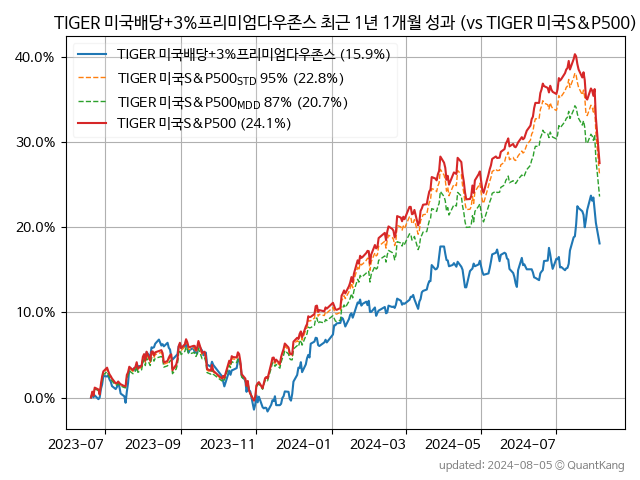 TIGER 미국배당+3%프리미엄다우존스 최근 1년 1개월 성과 (vs TIGER 미국S&P500)
TIGER 미국배당+3%프리미엄다우존스 (15.9%)
TIGER 미국S&P500STD 95% (22.8%)
TIGER 미국S&P500MDD 87% (20.7%)
TIGER 미국S&P500 (24.1%)
40.0%
30.0%
20.0%
10.0%
0.0%
2023-07 2023-09 2023-11 2024-01 2024-03 2024-05 2024-07
updated: 2024-08-05 ⓒ QuantKang